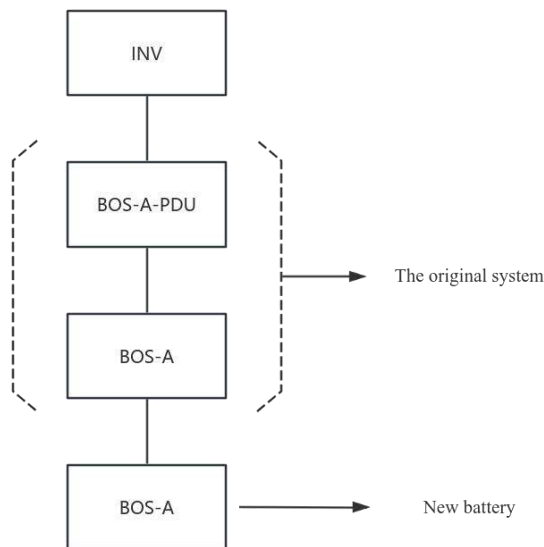 INV
BOS-A-PDU
The original system
BOS-A
BOS-A
New battery